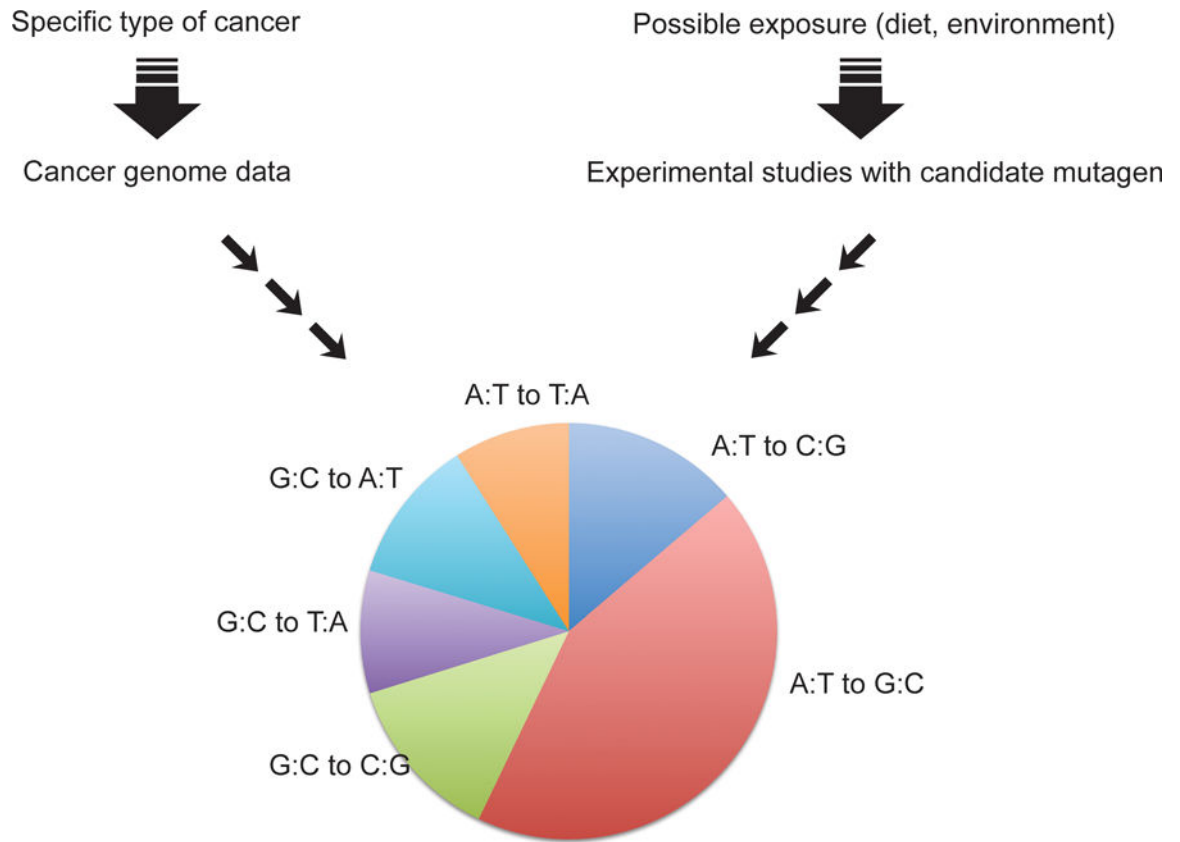 Specific type of cancer
Possible exposure (diet, environment)
Cancer genome data
Experimental studies with candidate mutagen
A:T to T:A
A:T to C:G
G:C to A:T
G:C to T:A
A:T to G:C
G:C to C:G